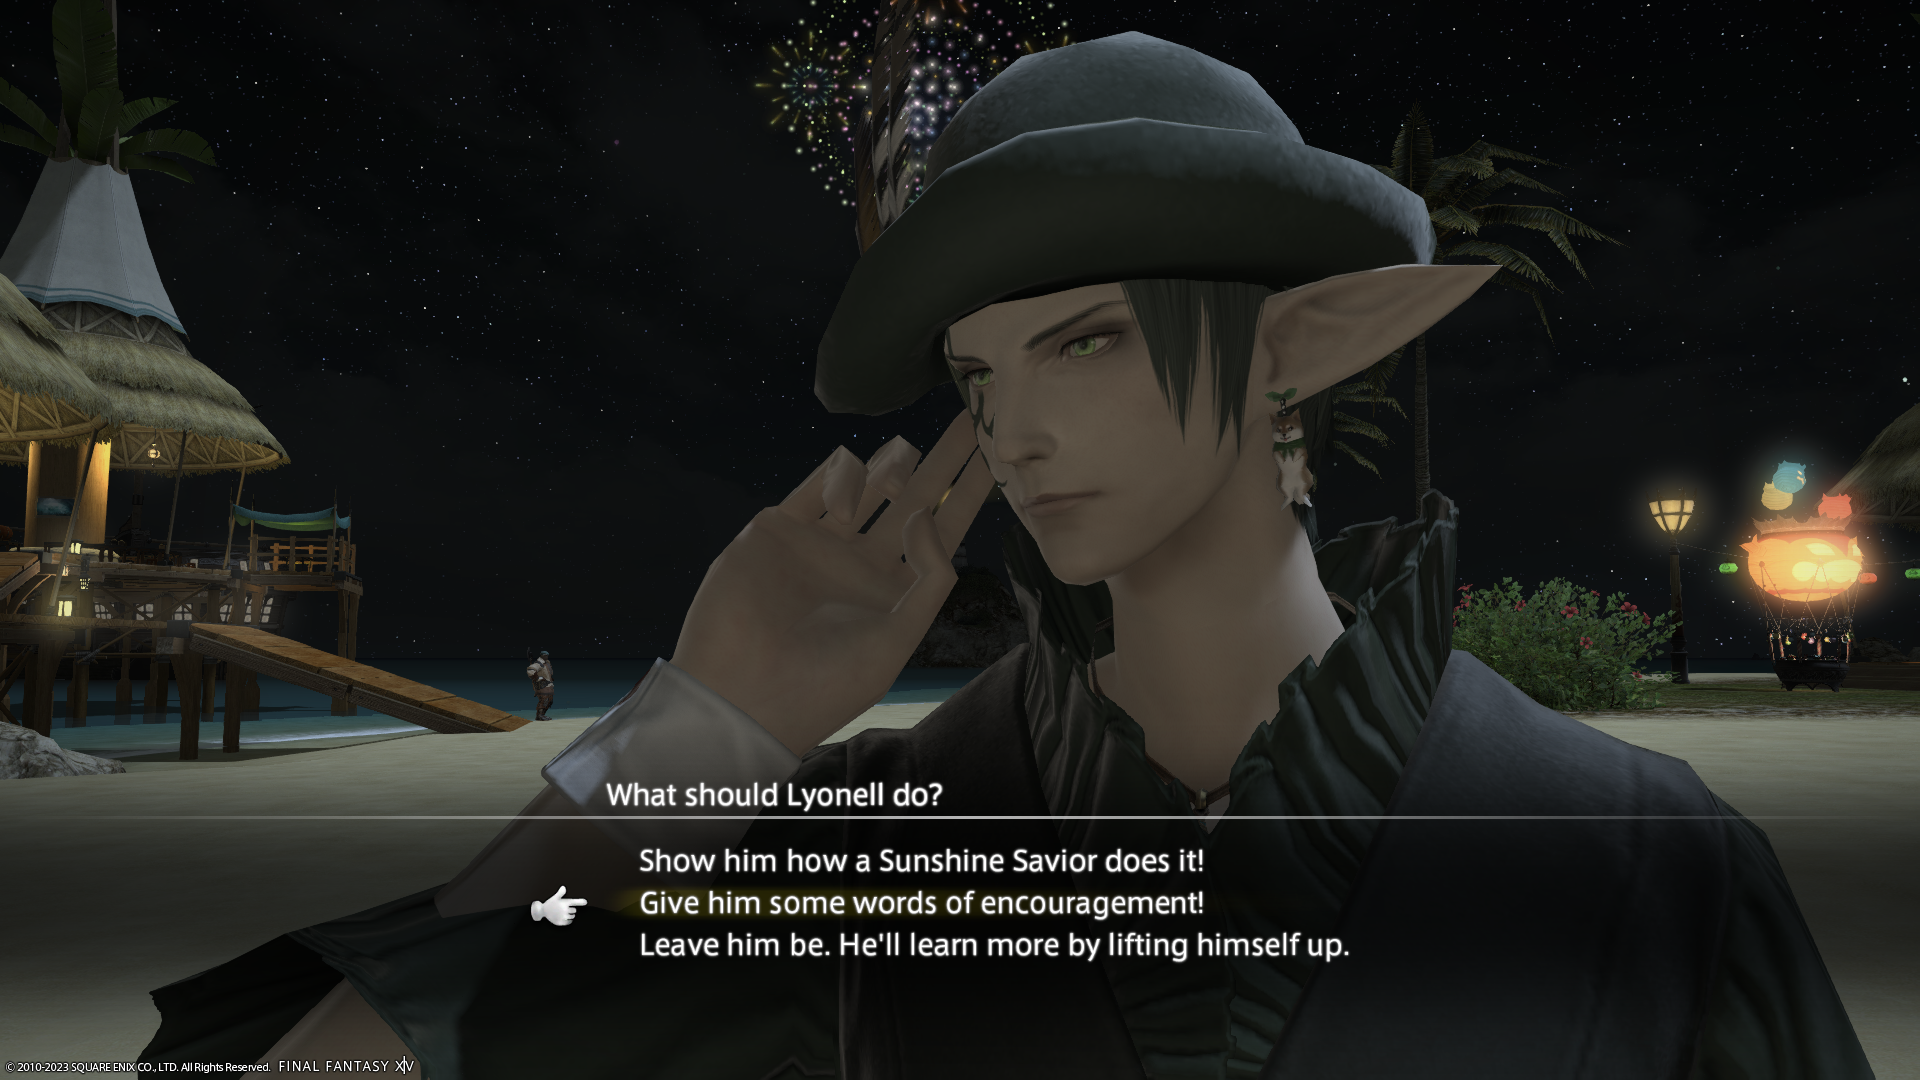 What should Lyonell do?
Show him how a Sunshine Savior does it!
Give him some words of encouragement!
Leave him be. He'll learn more by lifting himself up.
© 2010-2023 SQUARE ENIX CO., LTD. All Rights Reserved. FINAL FANTASY XIV